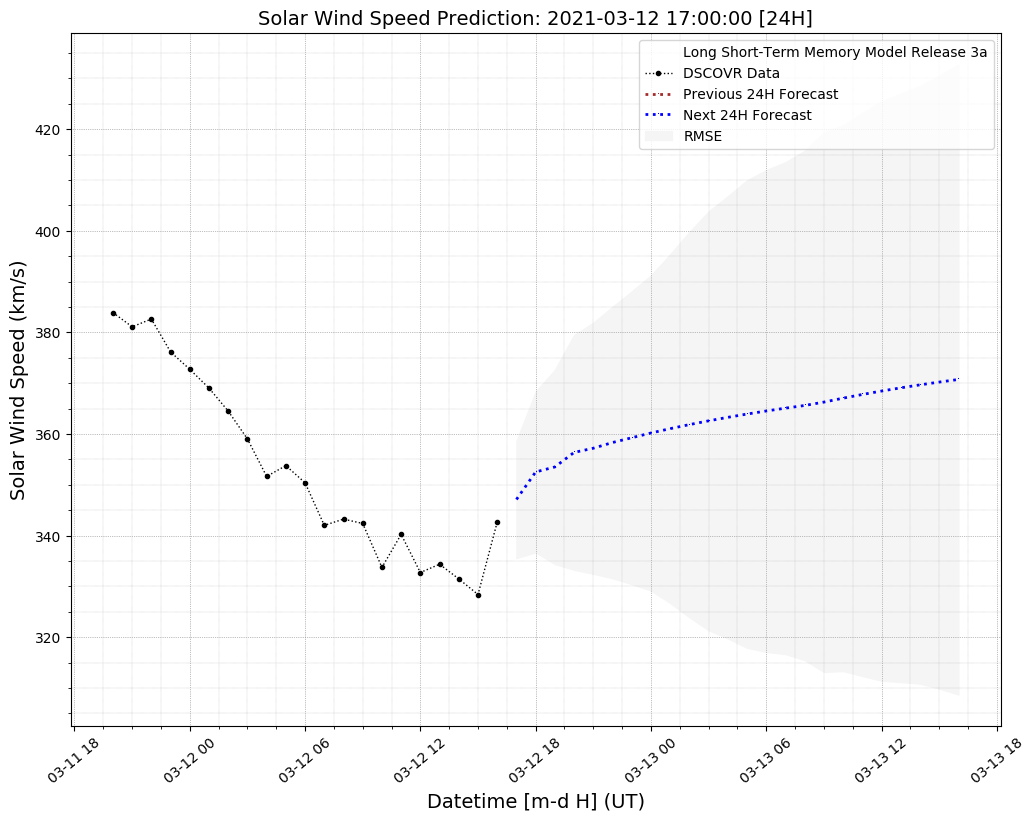 Solar Wind Speed Prediction: 2021-03-12 17:00:00 [24H]
Long Short-Term Memory Model Release 3a
DSCOVR Data
Previous 24H Forecast
Next 24H Forecast
RMSE
Solar Wind Speed (km/s)
420
400
380
360
340
320
03-11 18
03-12 00
03-12 06
03-12 12
03-12 18
03-13 00
03-13 06
03-13 12
03-13 18
Datetime [m-d H] (UT)